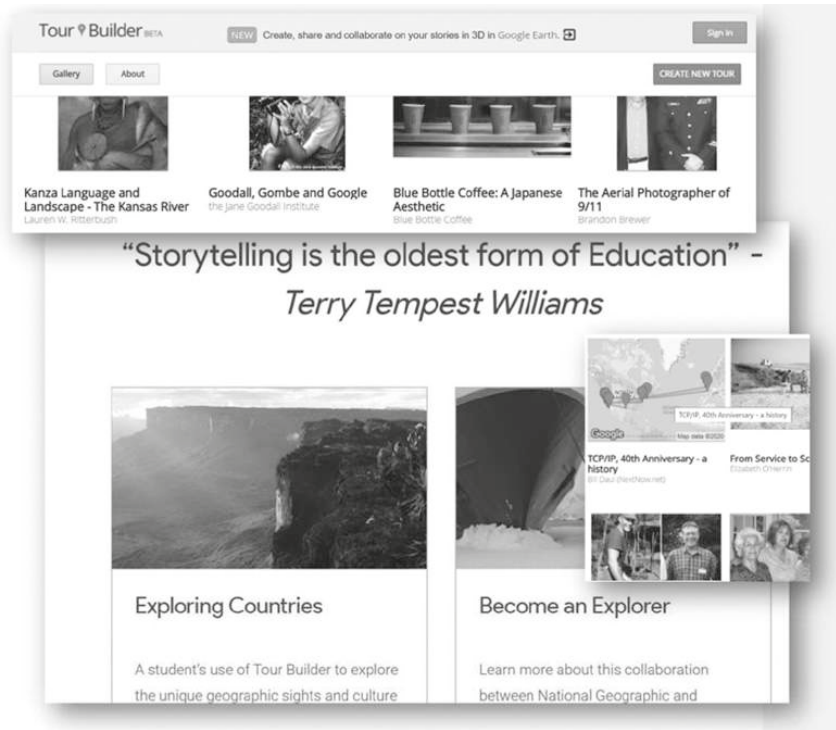 Tour Builder BETA
NEW Create, share and collaborate on your stories in 3D in Google Earth.
Sign in
Gallery
About
CREATE NEW TOUR
Kanza Language and
Landscape - The Kansas River
Lauren W. Ritterbush
Goodall, Gombe and Google
the Jane Goodall Institute
Blue Bottle Coffee: A Japanese
Aesthetic
Blue Bottle Coffee
The Aerial Photographer of
9/11
Brandon Brewer
“Storytelling is the oldest form of Education” -
Terry Tempest Williams
TCP/IP, 40th Anniversary - a history
Google
Map data ©2020
TCP/IP, 40th Anniversary - a
history
Bil Daul (NextNow.net)
From Service to Sc
Elizabeth O'Herrin
Exploring Countries
A student's use of Tour Builder to explore
the unique geographic sights and culture
Become an Explorer
Learn more about this collaboration
between National Geographic and